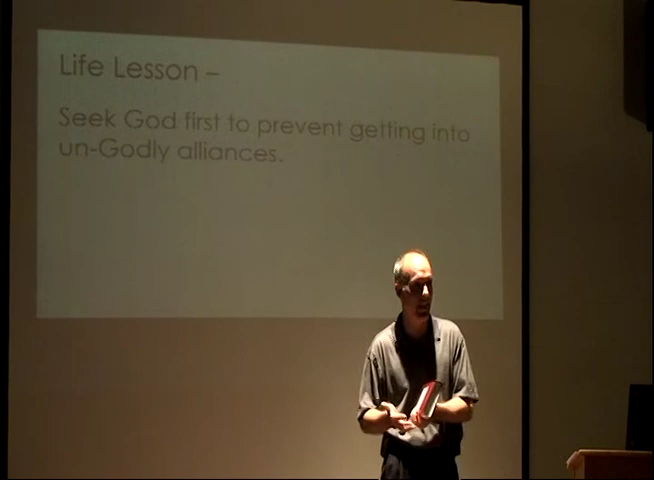 Life Lesson –
Seek God first to prevent getting into
un-Godly alliances.